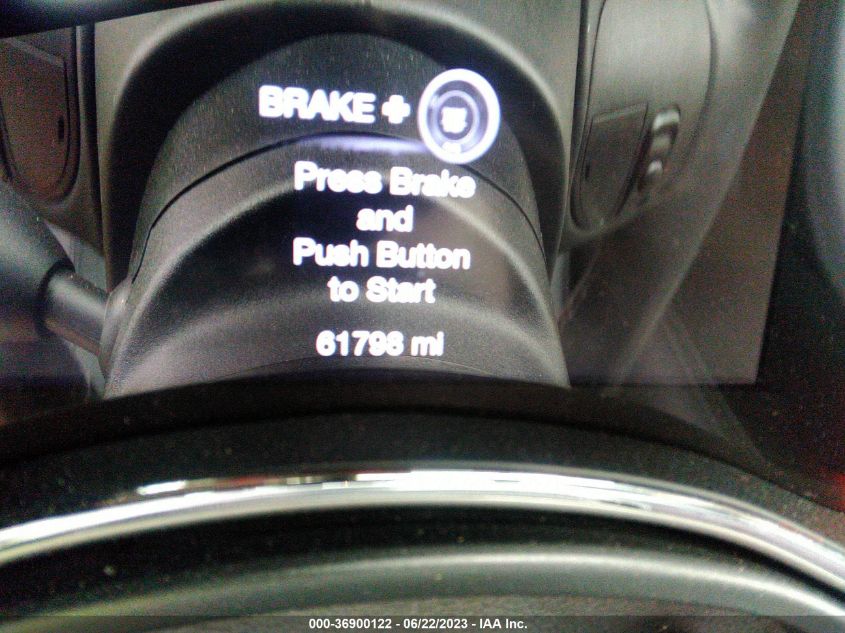 BRAKE +
Press Brake
and
Push Button
to Start
61798 mi
000-36900122 - 06/22/2023 - IAA Inc.